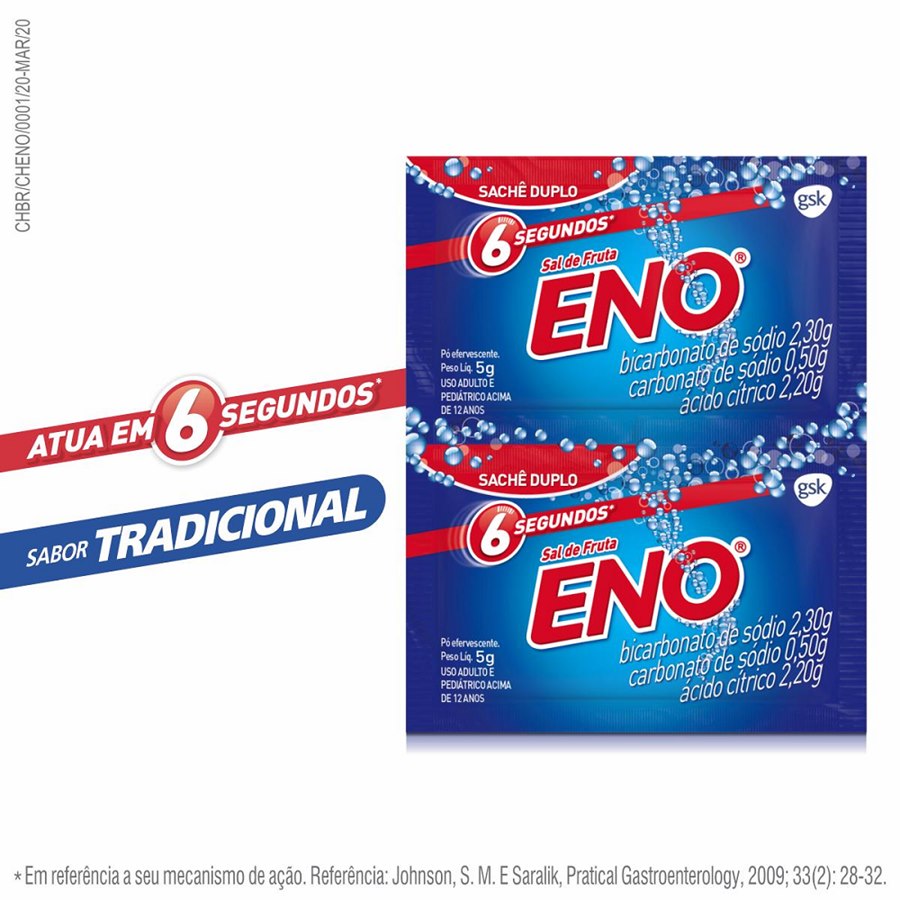 CHBR/CHENO/0001/20-MAR/20
ATUA EM 6 SEGUNDOS*
SABOR TRADICIONAL
SACHÊ DUPLO
gsk
6 SEGUNDOS*
Sal de Fruta
ENO®
bicarbonato de sódio 2,30g
carbonato de sódio 0,50g
ácido cítrico 2,20g
Pó efervescente.
Peso Líq. 5g
USO ADULTO E
PEDIÁTRICO ACIMA
DE 12 ANOS
SACHÊ DUPLO
gsk
6 SEGUNDOS*
Sal de Fruta
ENO®
bicarbonato de sódio 2,30g
carbonato de sódio 0,50g
ácido cítrico 2,20g
Pó efervescente.
Peso Líq. 5g
USO ADULTO E
PEDIÁTRICO ACIMA
DE 12 ANOS
* Em referência a seu mecanismo de ação. Referência: Johnson, S. M. E Saralik, Pratical Gastroenterology, 2009; 33(2): 28-32.